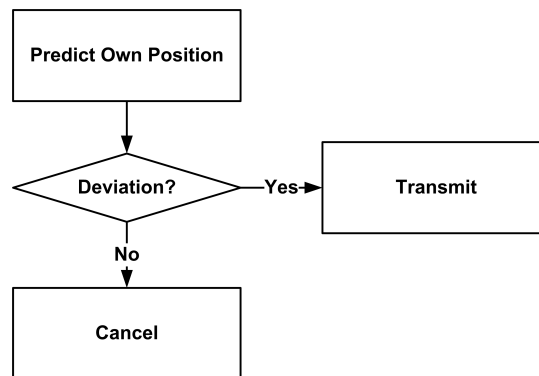 Predict Own Position
Deviation?
Yes
Transmit
No
Cancel